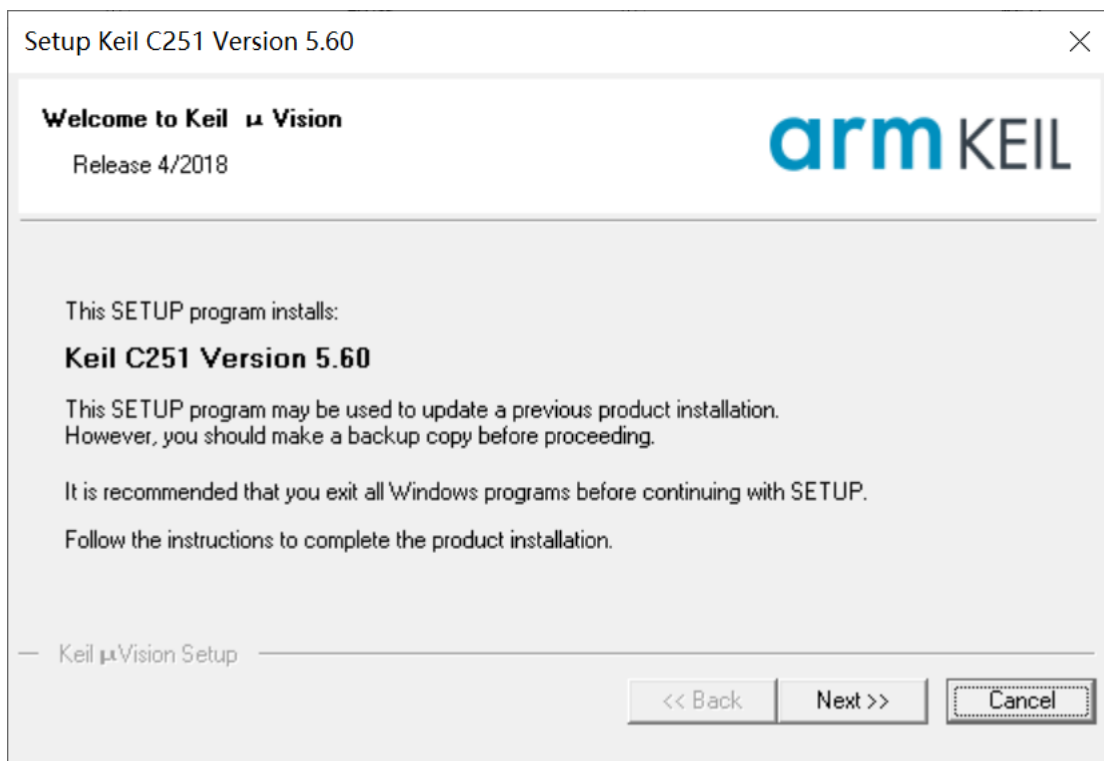 Setup Keil C251 Version 5.60
Welcome to Keil μ Vision
Release 4/2018
arm KEIL
This SETUP program installs:
Keil C251 Version 5.60
This SETUP program may be used to update a previous product installation.
However, you should make a backup copy before proceeding.
It is recommended that you exit all Windows programs before continuing with SETUP.
Follow the instructions to complete the product installation.
Keil μVision Setup
<< Back
Next >>
Cancel